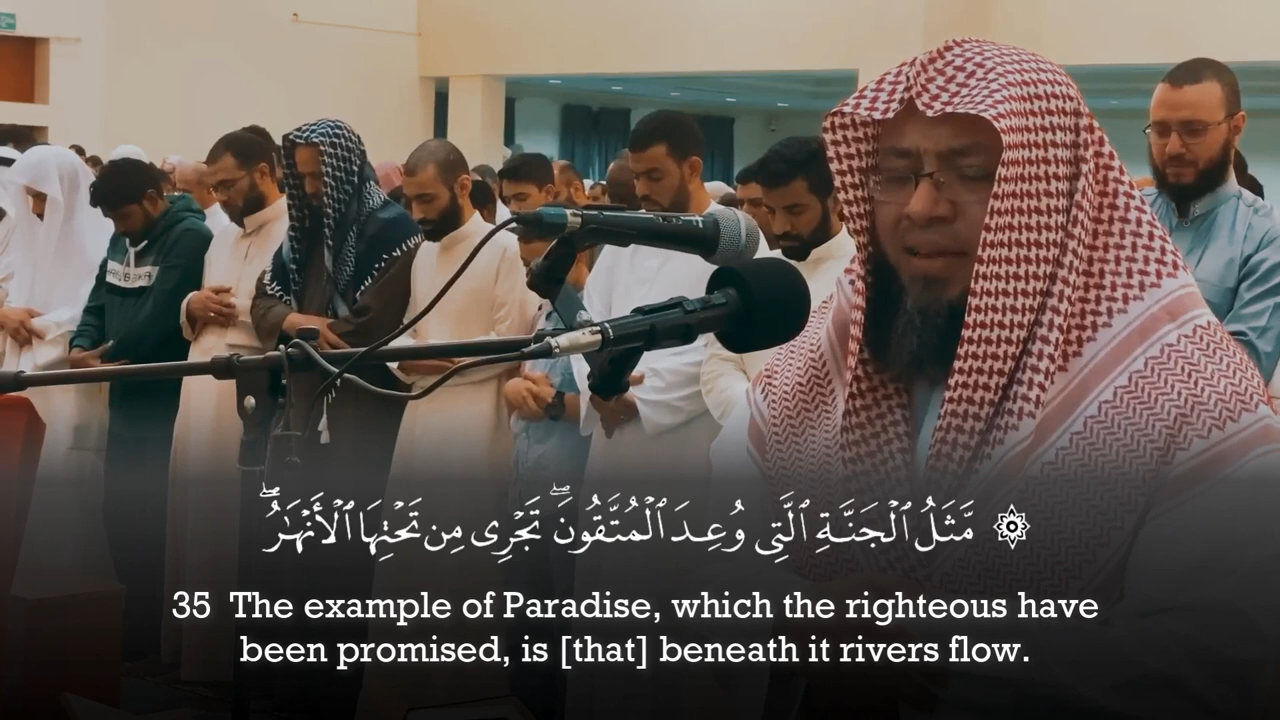 ۞ مَّثَلُ ٱلْجَنَّةِ ٱلَّتِى وُعِدَ ٱلْمُتَّقُونَ ۖ تَجْرِى مِن تَحْتِهَا ٱلْأَنْهَـٰرُ ۖ
35 The example of Paradise, which the righteous have
been promised, is [that] beneath it rivers flow.